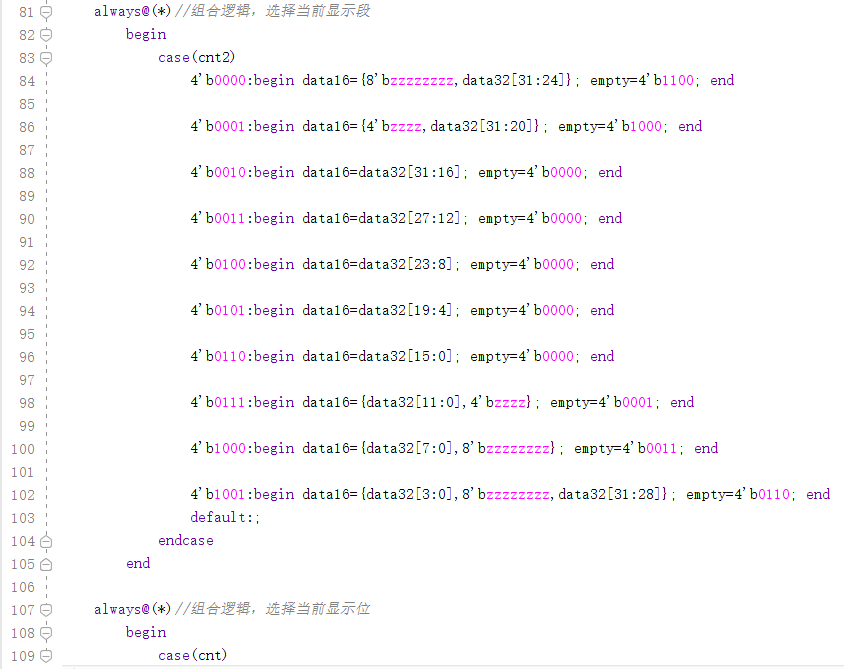 81 always@(*)//组合逻辑，选择当前显示段
82 begin
83 case(cnt2)
84 4'b0000:begin data16={8'bzzzzzzzz,data32[31:24]}; empty=4'b1100; end
85
86 4'b0001:begin data16={4'bzzzz,data32[31:20]}; empty=4'b1000; end
87
88 4'b0010:begin data16=data32[31:16]; empty=4'b0000; end
89
90 4'b0011:begin data16=data32[27:12]; empty=4'b0000; end
91
92 4'b0100:begin data16=data32[23:8]; empty=4'b0000; end
93
94 4'b0101:begin data16=data32[19:4]; empty=4'b0000; end
95
96 4'b0110:begin data16=data32[15:0]; empty=4'b0000; end
97
98 4'b0111:begin data16={data32[11:0],4'bzzzz}; empty=4'b0001; end
99
100 4'b1000:begin data16={data32[7:0],8'bzzzzzzzz}; empty=4'b0011; end
101
102 4'b1001:begin data16={data32[3:0],8'bzzzzzzzz,data32[31:28]}; empty=4'b0110; end
103 default:;
104 endcase
105 end
106
107 always@(*)//组合逻辑，选择当前显示位
108 begin
109 case(cnt)